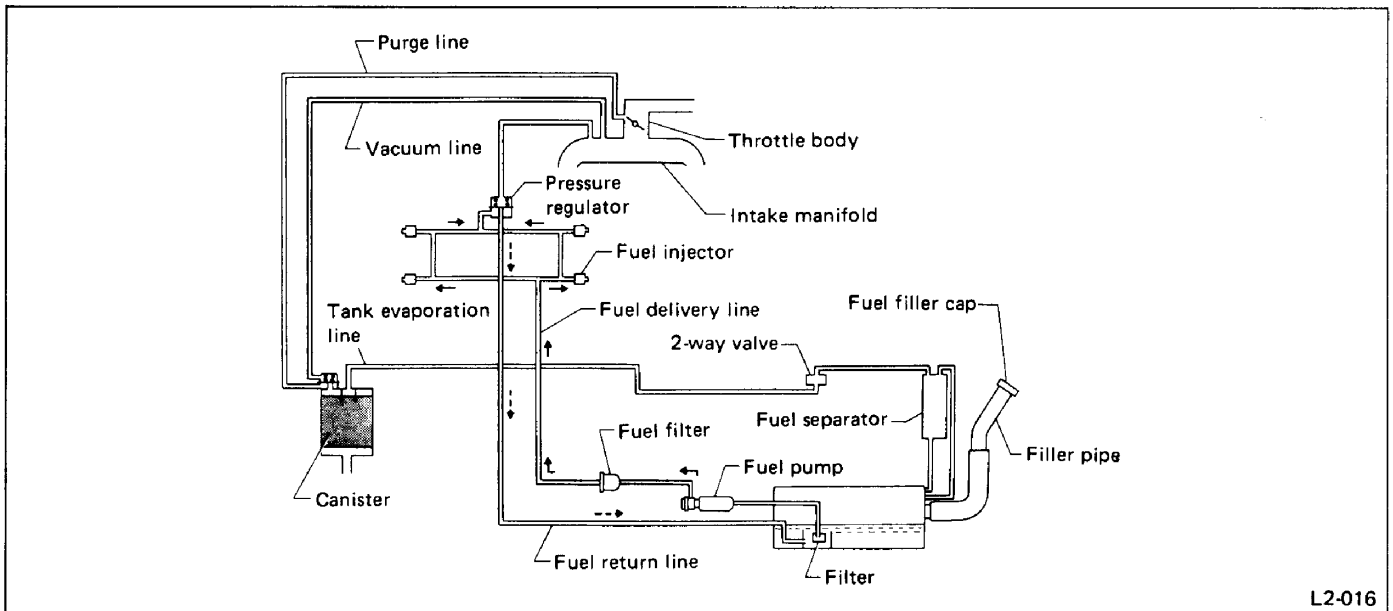 Purge line
Vacuum line
Throttle body
Pressure
regulator
Intake manifold
Fuel injector
Tank evaporation
line
Fuel delivery line
Fuel filler cap
2-way valve
Fuel separator
Fuel filter
Filler pipe
Fuel pump
Canister
Fuel return line
Filter
L2-016